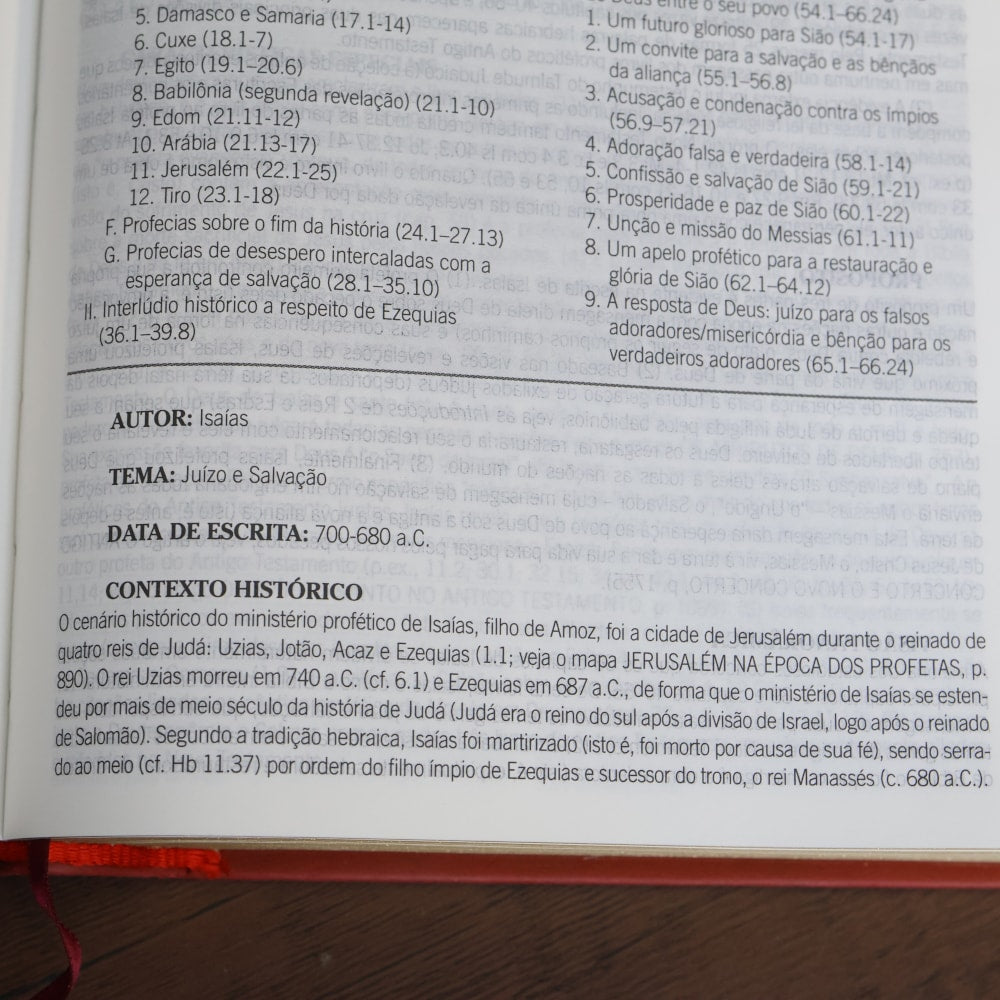 5. Damasco e Samaria (17.1-14)
6. Cuxe (18.1-7)
7. Egito (19.1–20.6)
8. Babilônia (segunda revelação) (21.1-10)
9. Edom (21.11-12)
10. Arábia (21.13-17)
11. Jerusalém (22.1-25)
12. Tiro (23.1-18)
F. Profecias sobre o fim da história (24.1–27.13)
G. Profecias de desespero intercaladas com a
esperança de salvação (28.1–35.10)
II. Interlúdio histórico a respeito de Ezequias
(36.1–39.8)
Deus entre o seu povo (54.1–66.24)
1. Um futuro glorioso para Sião (54.1-17)
2. Um convite para a salvação e as bênçãos
da aliança (55.1–56.8)
3. Acusação e condenação contra os ímpios
(56.9–57.21)
4. Adoração falsa e verdadeira (58.1-14)
5. Confissão e salvação de Sião (59.1-21)
6. Prosperidade e paz de Sião (60.1-22)
7. Unção e missão do Messias (61.1-11)
8. Um apelo profético para a restauração e
glória de Sião (62.1–64.12)
9. A resposta de Deus: juízo para os falsos
adoradores/misericórdia e bênção para os
verdadeiros adoradores (65.1–66.24)
AUTOR: Isaías
TEMA: Juízo e Salvação
DATA DE ESCRITA: 700-680 a.C.
CONTEXTO HISTÓRICO
O cenário histórico do ministério profético de Isaías, filho de Amoz, foi a cidade de Jerusalém durante o reinado de
quatro reis de Judá: Uzias, Jotão, Acaz e Ezequias (1.1; veja o mapa JERUSALÉM NA ÉPOCA DOS PROFETAS, p.
890). O rei Uzias morreu em 740 a.C. (cf. 6.1) e Ezequias em 687 a.C., de forma que o ministério de Isaías se esten-
deu por mais de meio século da história de Judá (Judá era o reino do sul após a divisão de Israel, logo após o reinado
de Salomão). Segundo a tradição hebraica, Isaías foi martirizado (isto é, foi morto por causa de sua fé), sendo serra-
do ao meio (cf. Hb 11.37) por ordem do filho ímpio de Ezequias e sucessor do trono, o rei Manassés (c. 680 a.C.).